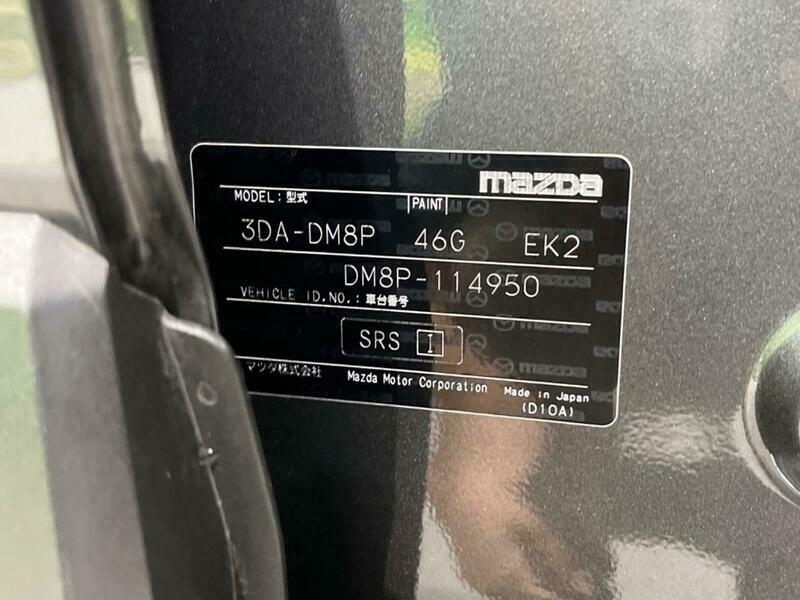 mazda
MODEL:型式 PAINT
3DA-DM8P 46G EK2
DM8P-114950
VEHICLE ID.NO.:車台番号
SRS I
マツダ株式会社 Mazda Motor Corporation Made in Japan
(D10A)